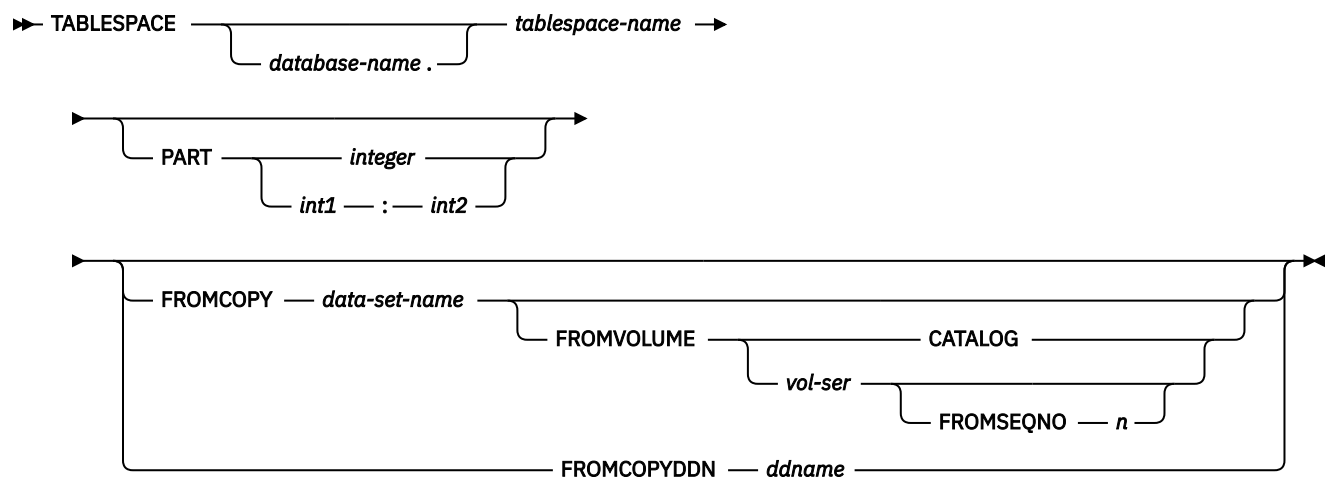 TABLESPACE tablespace-name
database-name .
PART integer
int1 : int2
FROMCOPY data-set-name
FROMVOLUME CATALOG
vol-ser
FROMSEQNO n
FROMCOPYDDN ddname